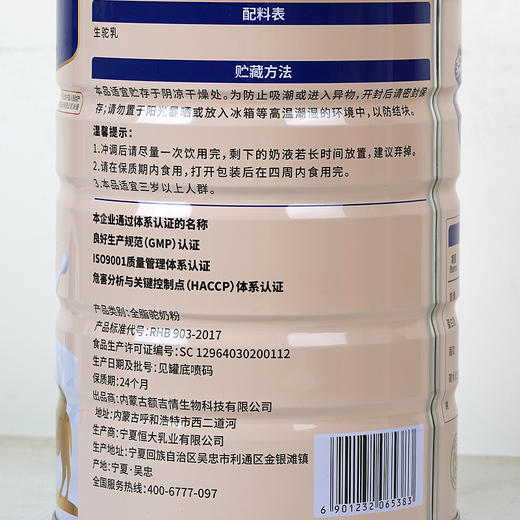 配料表
生驼乳
贮藏方法
本品适宜贮存于阴凉干燥处。为防止吸潮或进入异物，开封后请密封保
存；请勿置于阳光暴晒或放入冰箱等高温潮湿的环境中，以防结块。
温馨提示：
1.冲调后请尽量一次饮用完，剩下的奶液若长时间放置，建议弃掉。
2.请在保质期内食用，打开包装后在四周内食用完。
3.本品适宜三岁以上人群。
本企业通过体系认证的名称
良好生产规范(GMP)认证
ISO9001质量管理体系认证
危害分析与关键控制点(HACCP)体系认证
产品类别：全脂驼奶粉
产品标准代号：RHB 903-2017
食品生产许可证编号：SC 12964030200112
生产日期及批号：见罐底喷码
保质期：24个月
出品商：内蒙古额吉情生物科技有限公司
地址：内蒙古呼和浩特市西二道河
生产商：宁夏恒大乳业有限公司
地址：宁夏回族自治区吴忠市利通区金银滩镇
产地：宁夏·吴忠
全国服务热线：400-6777-097
6 901232 065383